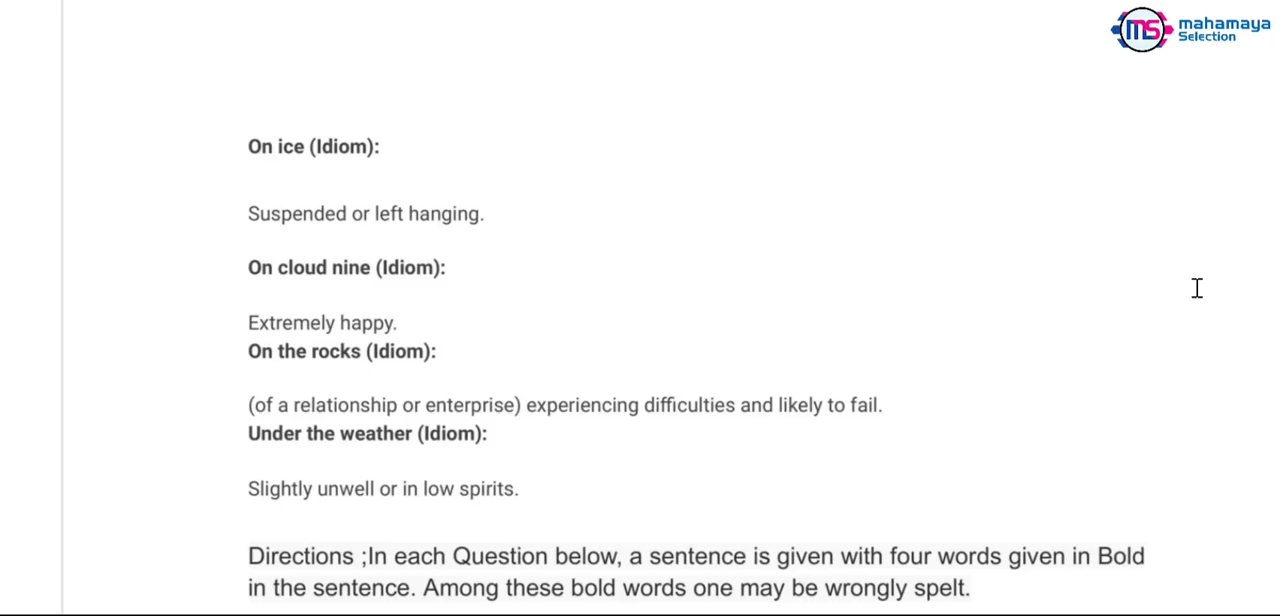 mahamaya
Selection
On ice (Idiom):
Suspended or left hanging.
On cloud nine (Idiom):
Extremely happy.
On the rocks (Idiom):
(of a relationship or enterprise) experiencing difficulties and likely to fail.
Under the weather (Idiom):
Slightly unwell or in low spirits.
Directions ;In each Question below, a sentence is given with four words given in Bold
in the sentence. Among these bold words one may be wrongly spelt.